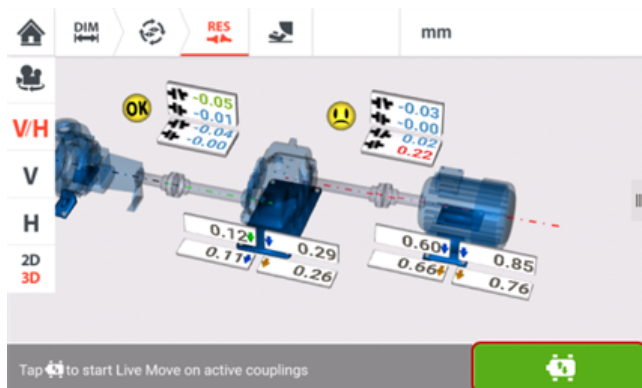 DIM
RES
mm
V/H
V
H
2D
3D
OK
-0.05
-0.01
-0.04
-0.00
-0.03
-0.00
0.02
0.22
0.12 0.29
0.11 0.26
0.60 0.85
0.66 0.76
Tap to start Live Move on active couplings